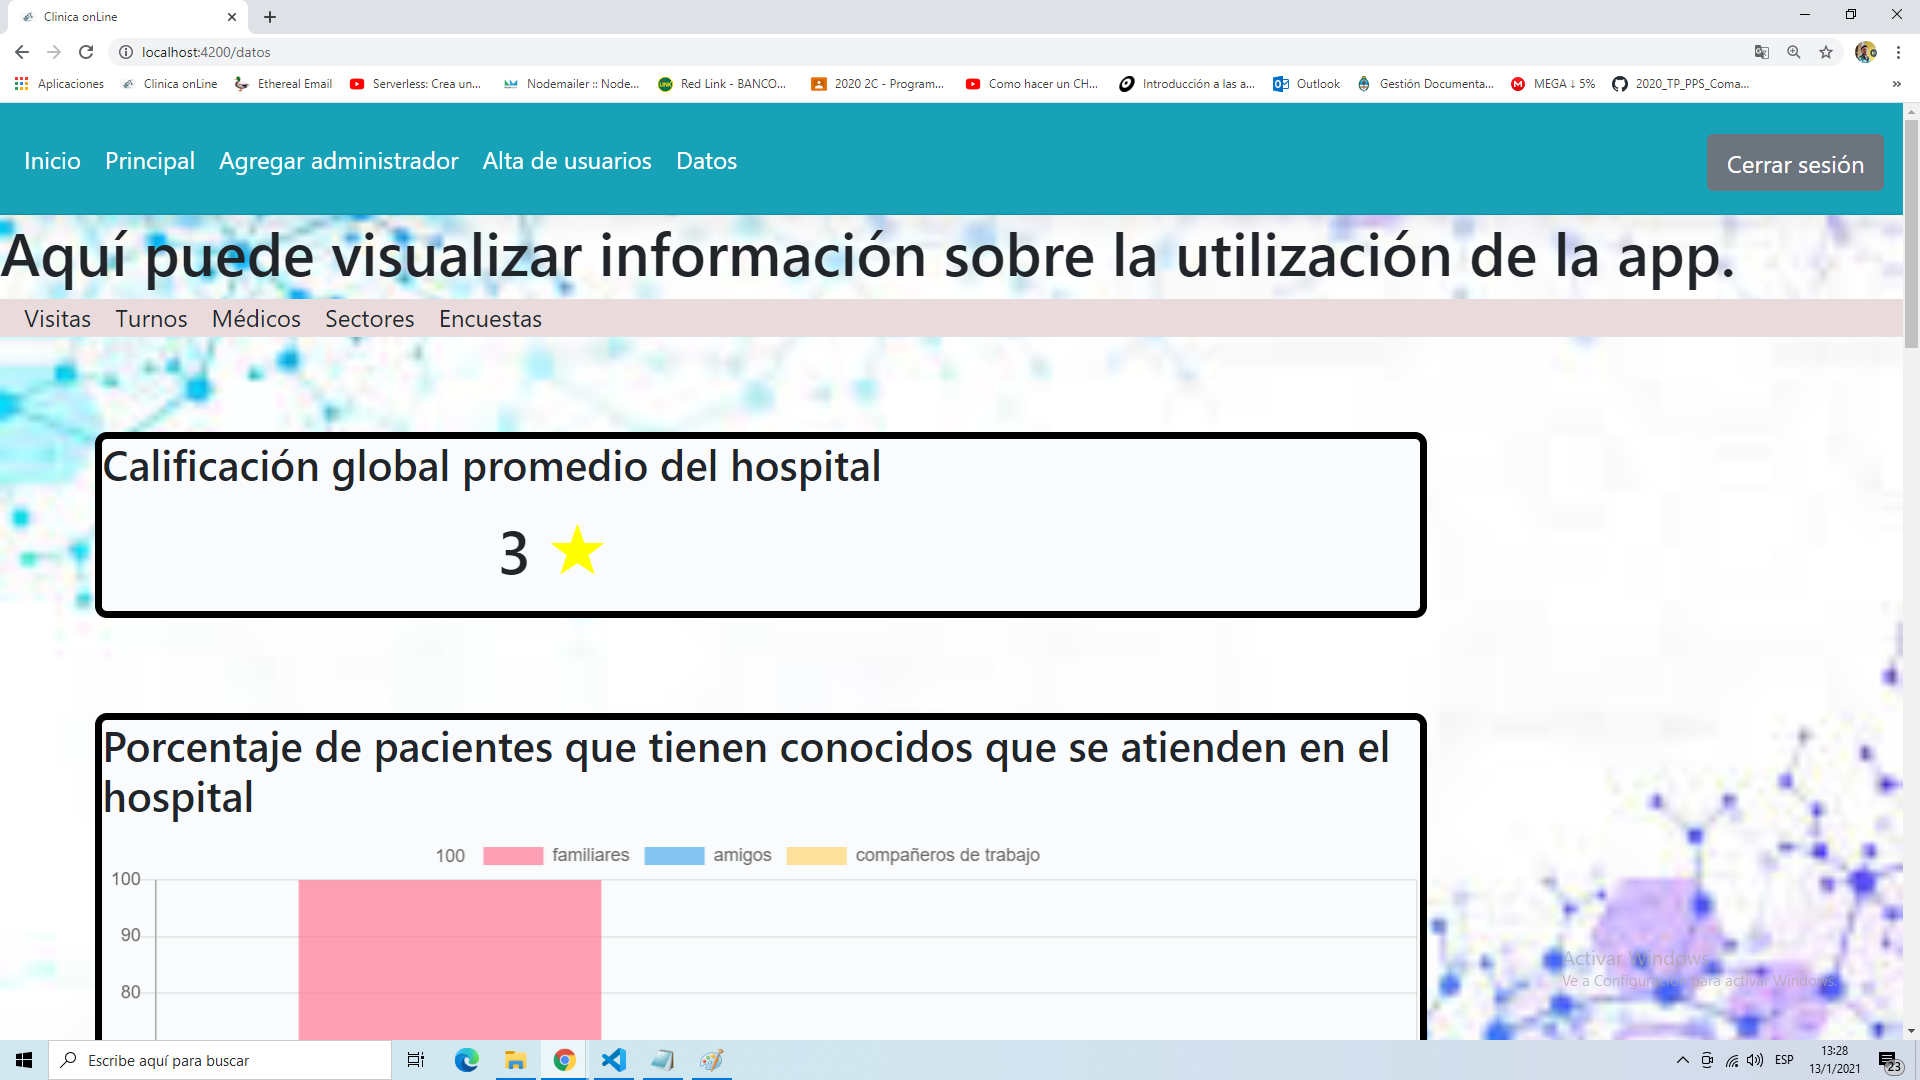 Clinica onLine
localhost:4200/datos
Aplicaciones Clinica onLine Ethereal Email Serverless: Crea un... Nodemailer :: Node... Red Link - BANCO... 2020 2C - Program... Como hacer un CH... Introducción a las a... Outlook Gestión Documenta... MEGA ↓ 5% 2020_TP_PPS_Coma... »
Inicio Principal Agregar administrador Alta de usuarios Datos Cerrar sesión
Aquí puede visualizar información sobre la utilización de la app.
Visitas Turnos Médicos Sectores Encuestas
Calificación global promedio del hospital
3
Porcentaje de pacientes que tienen conocidos que se atienden en el
hospital
100 familiares amigos compañeros de trabajo
100
90
80
Activar Windows
Ve a Configuración para activar Windows.
Escribe aquí para buscar
ESP
13:28
13/1/2021
23